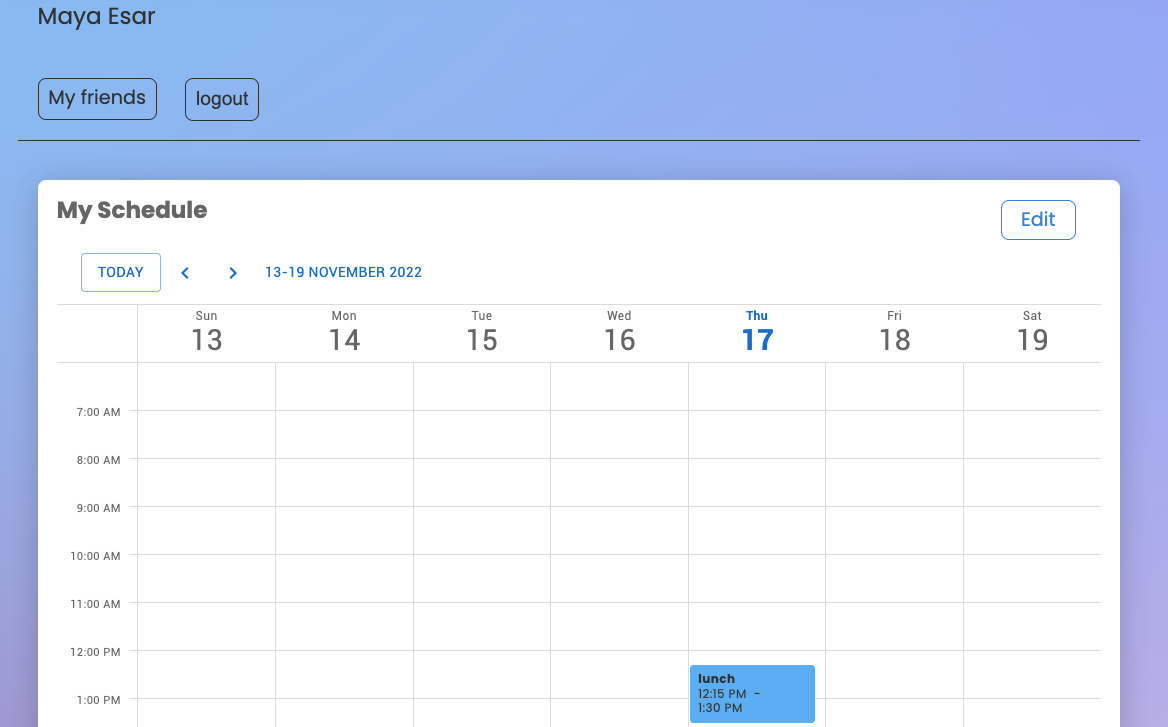 Maya Esar
My friends
logout
My Schedule
Edit
TODAY
13-19 NOVEMBER 2022
Sun Mon Tue Wed Thu Fri Sat
13 14 15 16 17 18 19
7:00 AM
8:00 AM
9:00 AM
10:00 AM
11:00 AM
12:00 PM
lunch
12:15 PM -
1:00 PM
1:30 PM